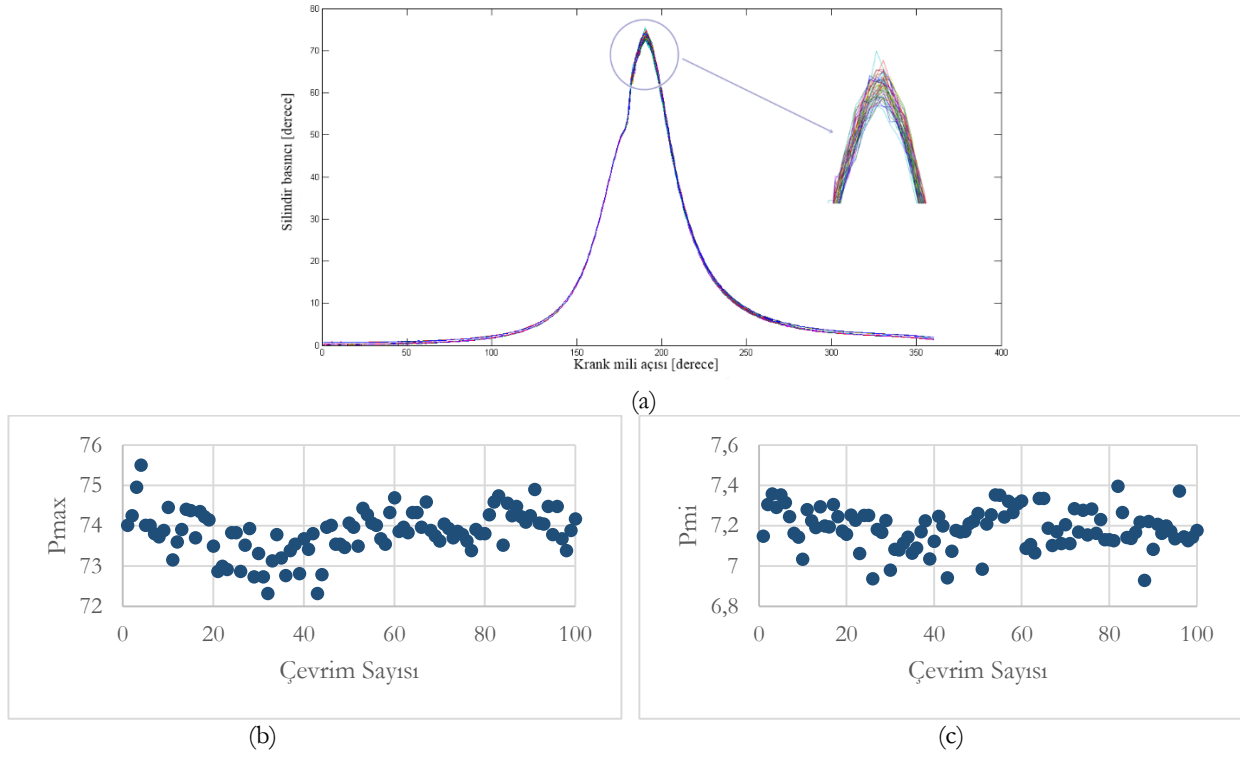 80
70
60
50
40
30
20
10
0
Silindir basıncı [derece]
0 50 100 150 200 250 300 350 400
Krank mili açısı [derece]
(a)
76
75
74
73
72
Pmax
0 20 40 60 80 100
Çevrim Sayısı
(b)
7,6
7,4
7,2
7
6,8
Pmi
0 20 40 60 80 100
Çevrim Sayısı
(c)